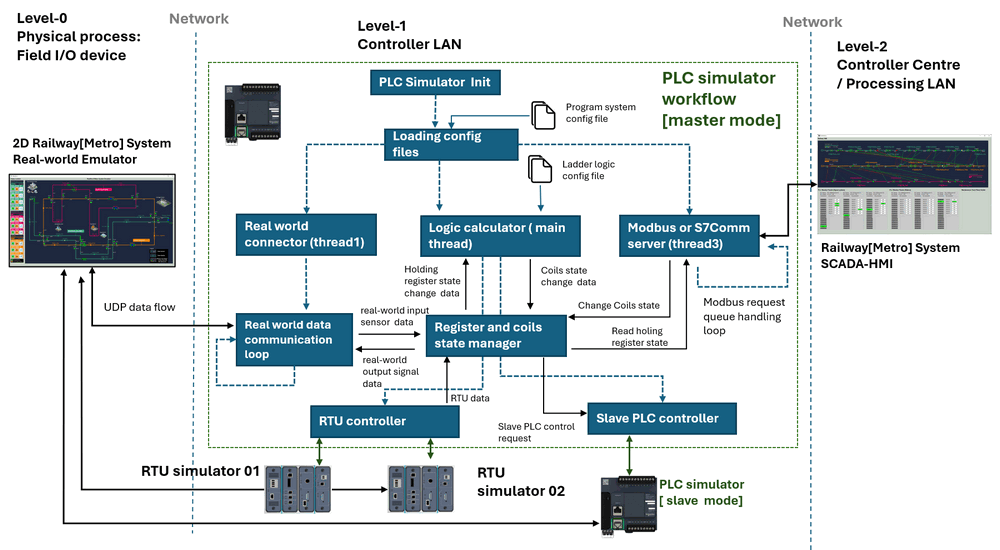 Level-0
Physical process:
Field I/O device
Network
Level-1
Controller LAN
Network
Level-2
Controller Centre
/ Processing LAN
PLC simulator
workflow
[master mode]
PLC Simulator Init
Program system
config file
Loading config
files
Ladder logic
config file
2D Railway[Metro] System
Real-world Emulator
Real world
connector (thread1)
Logic calculator ( main
thread)
Modbus or S7Comm
server (thread3)
Railway[Metro] System
SCADA-HMI
Holding
register state
change data
Coils state
change data
UDP data flow
Change Coils state
Modbus request
queue handling
loop
real-world input
sensor data
Real world data
communication
loop
Register and coils
state manager
Read holing
register state
real-world
output signal
data
RTU data
RTU controller
Slave PLC controller
Slave PLC control
request
RTU simulator 01
RTU
simulator 02
PLC simulator
[ slave mode]